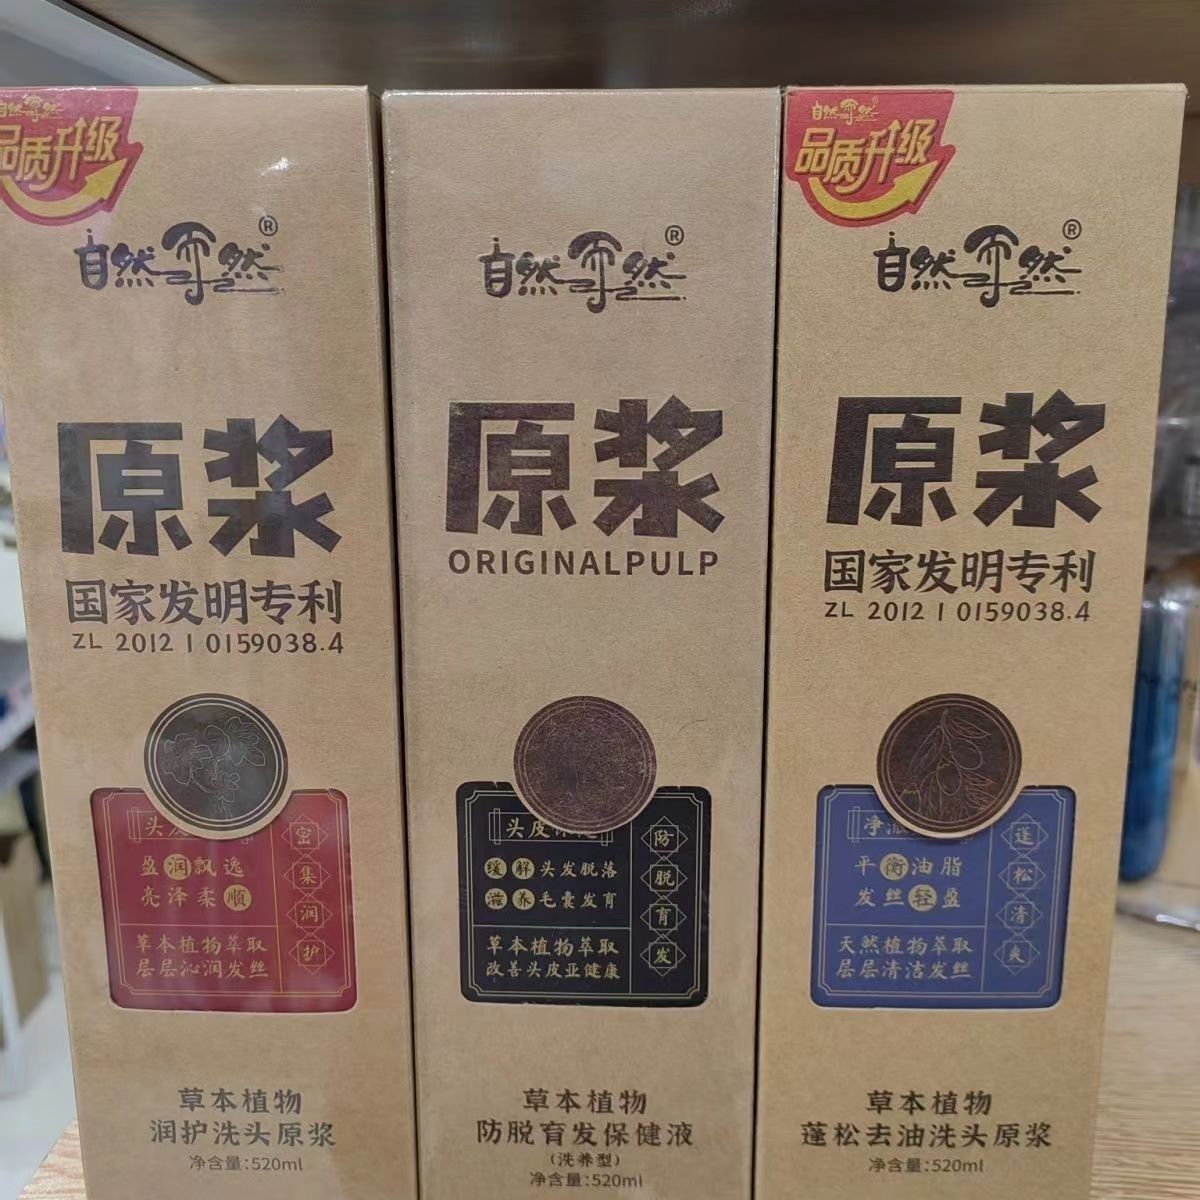 自然而然
品质升级
自然而然®
原浆
国家发明专利
ZL 2012 1 0159038.4
盈润飘逸
亮泽柔顺
草本植物萃取
层层沁润发丝
密集润护
草本植物
润护洗头原浆
净含量:520ml
自然而然®
原浆
ORIGINALPULP
头皮保健
缓解头发脱落
滋养毛囊发育
草本植物萃取
改善头皮亚健康
防脱育发
草本植物
防脱育发保健液
(洗养型)
净含量:520ml
自然而然
品质升级
自然而然®
原浆
国家发明专利
ZL 2012 1 0159038.4
平衡油脂
发丝轻盈
天然植物萃取
层层清洁发丝
蓬松清爽
草本植物
蓬松去油洗头原浆
净含量:520ml